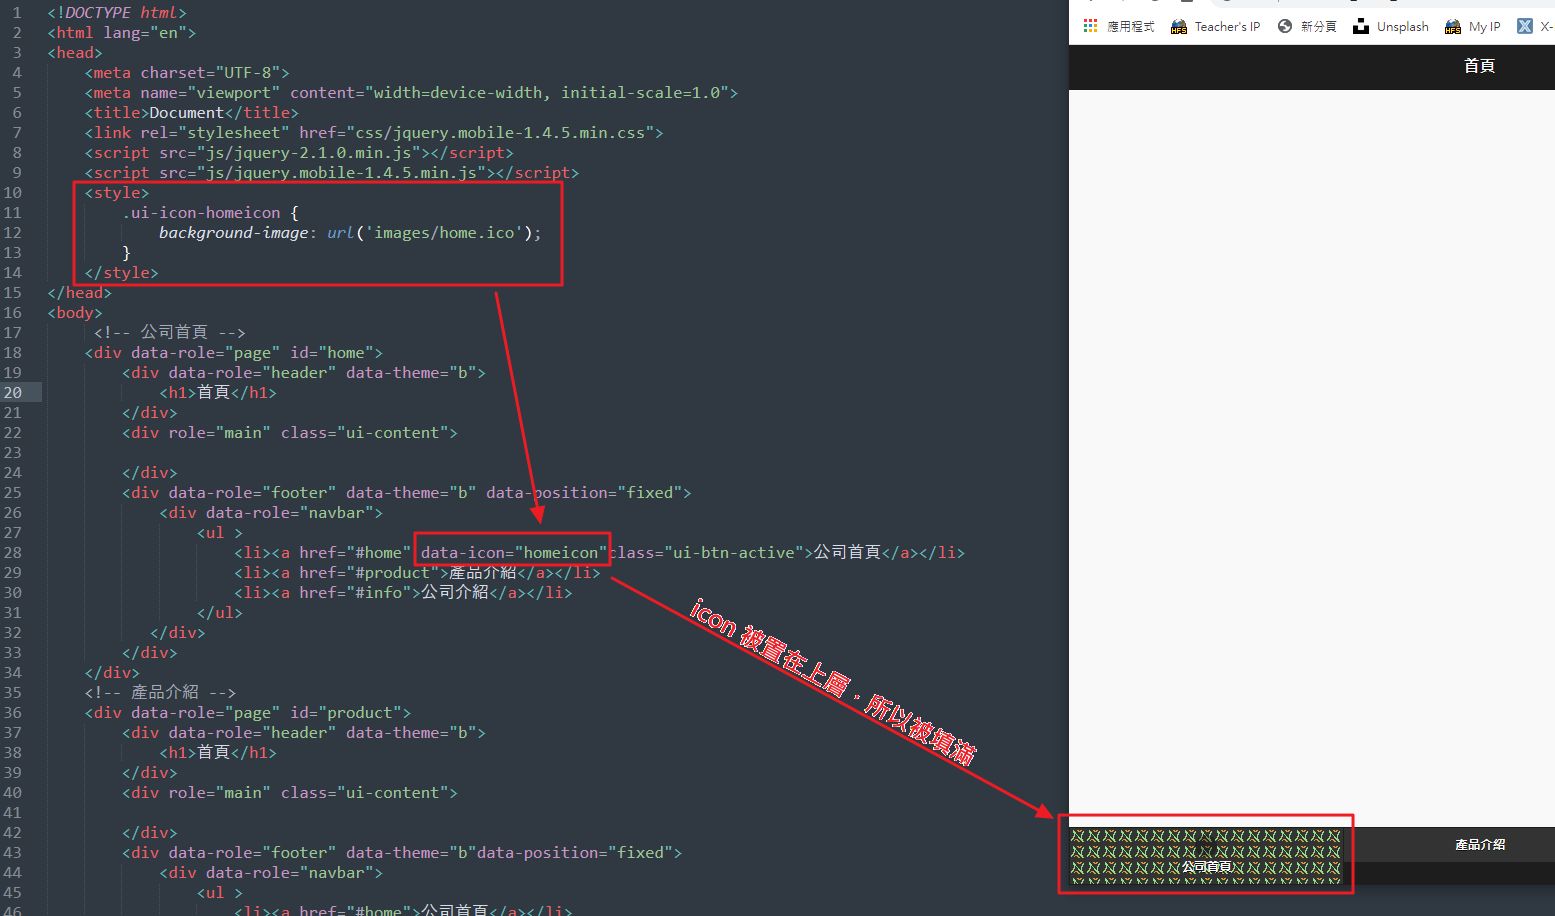 1 <!DOCTYPE html>
2 <html lang="en">
3 <head>
4 <meta charset="UTF-8">
5 <meta name="viewport" content="width=device-width, initial-scale=1.0">
6 <title>Document</title>
7 <link rel="stylesheet" href="css/jquery.mobile-1.4.5.min.css">
8 <script src="js/jquery-2.1.0.min.js"></script>
9 <script src="js/jquery.mobile-1.4.5.min.js"></script>
10 <style>
11 .ui-icon-homeicon {
12 background-image: url('images/home.ico');
13 }
14 </style>
15 </head>
16 <body>
17 <!-- 公司首頁 -->
18 <div data-role="page" id="home">
19 <div data-role="header" data-theme="b">
20 <h1>首頁</h1>
21 </div>
22 <div role="main" class="ui-content">
23
24 </div>
25 <div data-role="footer" data-theme="b" data-position="fixed">
26 <div data-role="navbar">
27 <ul >
28 <li><a href="#home" data-icon="homeicon"class="ui-btn-active">公司首頁</a></li>
29 <li><a href="#product">產品介紹</a></li>
30 <li><a href="#info">公司介紹</a></li>
31 </ul>
32 </div>
33 </div>
34 </div>
35 <!-- 產品介紹 -->
36 <div data-role="page" id="product">
37 <div data-role="header" data-theme="b">
38 <h1>首頁</h1>
39 </div>
40 <div role="main" class="ui-content">
41
42 </div>
43 <div data-role="footer" data-theme="b"data-position="fixed">
44 <div data-role="navbar">
45 <ul >
46 <li><a href="#home">公司首頁</a></li>
icon 被置在上層，所以被填滿
應用程式 Teacher's IP 新分頁 Unsplash My IP X-
首頁
公司首頁 產品介紹